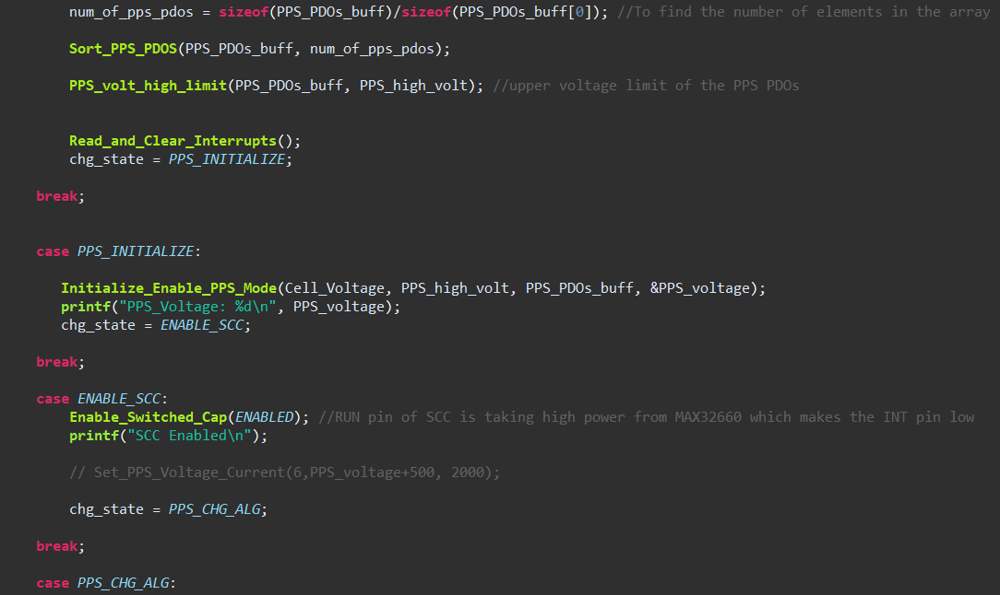 num_of_pps_pdos = sizeof(PPS_PDOs_buff)/sizeof(PPS_PDOs_buff[0]); //To find the number of elements in the array
Sort_PPS_PDOS(PPS_PDOs_buff, num_of_pps_pdos);
PPS_volt_high_limit(PPS_PDOs_buff, PPS_high_volt); //upper voltage limit of the PPS PDOs
Read_and_Clear_Interrupts();
chg_state = PPS_INITIALIZE;
break;
case PPS_INITIALIZE:
Initialize_Enable_PPS_Mode(Cell_Voltage, PPS_high_volt, PPS_PDOs_buff, &PPS_voltage);
printf("PPS_Voltage: %d\n", PPS_voltage);
chg_state = ENABLE_SCC;
break;
case ENABLE_SCC:
Enable_Switched_Cap(ENABLED); //RUN pin of SCC is taking high power from MAX32660 which makes the INT pin low
printf("SCC Enabled\n");
// Set_PPS_Voltage_Current(6,PPS_voltage+500, 2000);
chg_state = PPS_CHG_ALG;
break;
case PPS_CHG_ALG: